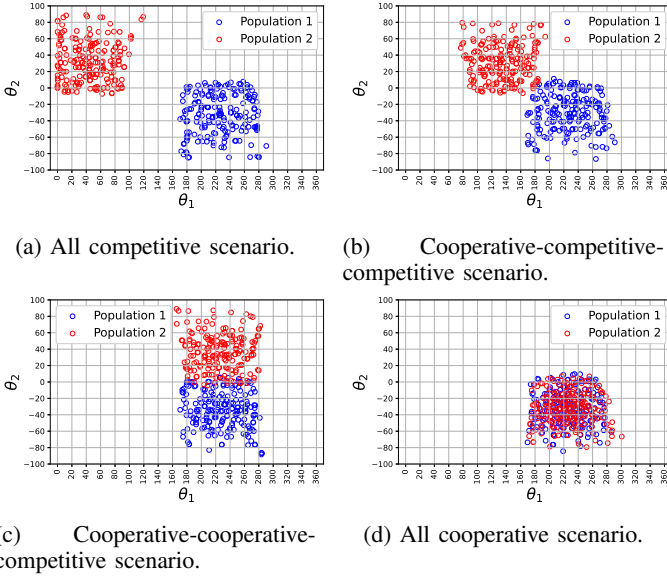 100
80
60
40
20
0
−20
−40
−60
−80
−100
θ2
Population 1
Population 2
0 20 40 60 80 100 120 140 160 180 200 220 240 260 280 300 320 340 360
θ1
(a) All competitive scenario.
100
80
60
40
20
0
−20
−40
−60
−80
−100
θ2
Population 1
Population 2
0 20 40 60 80 100 120 140 160 180 200 220 240 260 280 300 320 340 360
θ1
(b) Cooperative-competitive-
competitive scenario.
100
80
60
40
20
0
−20
−40
−60
−80
−100
θ2
Population 1
Population 2
0 20 40 60 80 100 120 140 160 180 200 220 240 260 280 300 320 340 360
θ1
(c) Cooperative-cooperative-
competitive scenario.
100
80
60
40
20
0
−20
−40
−60
−80
−100
θ2
Population 1
Population 2
0 20 40 60 80 100 120 140 160 180 200 220 240 260 280 300 320 340 360
θ1
(d) All cooperative scenario.